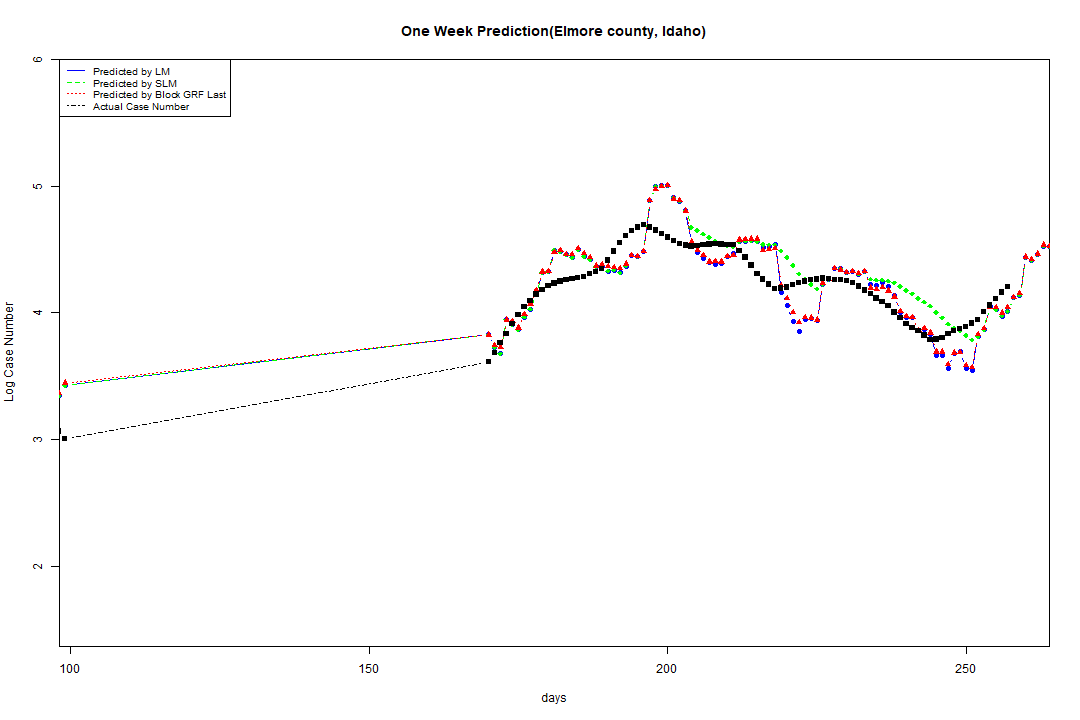 One Week Prediction(Elmore county, Idaho)
Predicted by LM
Predicted by SLM
Predicted by Block GRF Last
Actual Case Number
6
5
4
3
2
Log Case Number
100 150 200 250
days